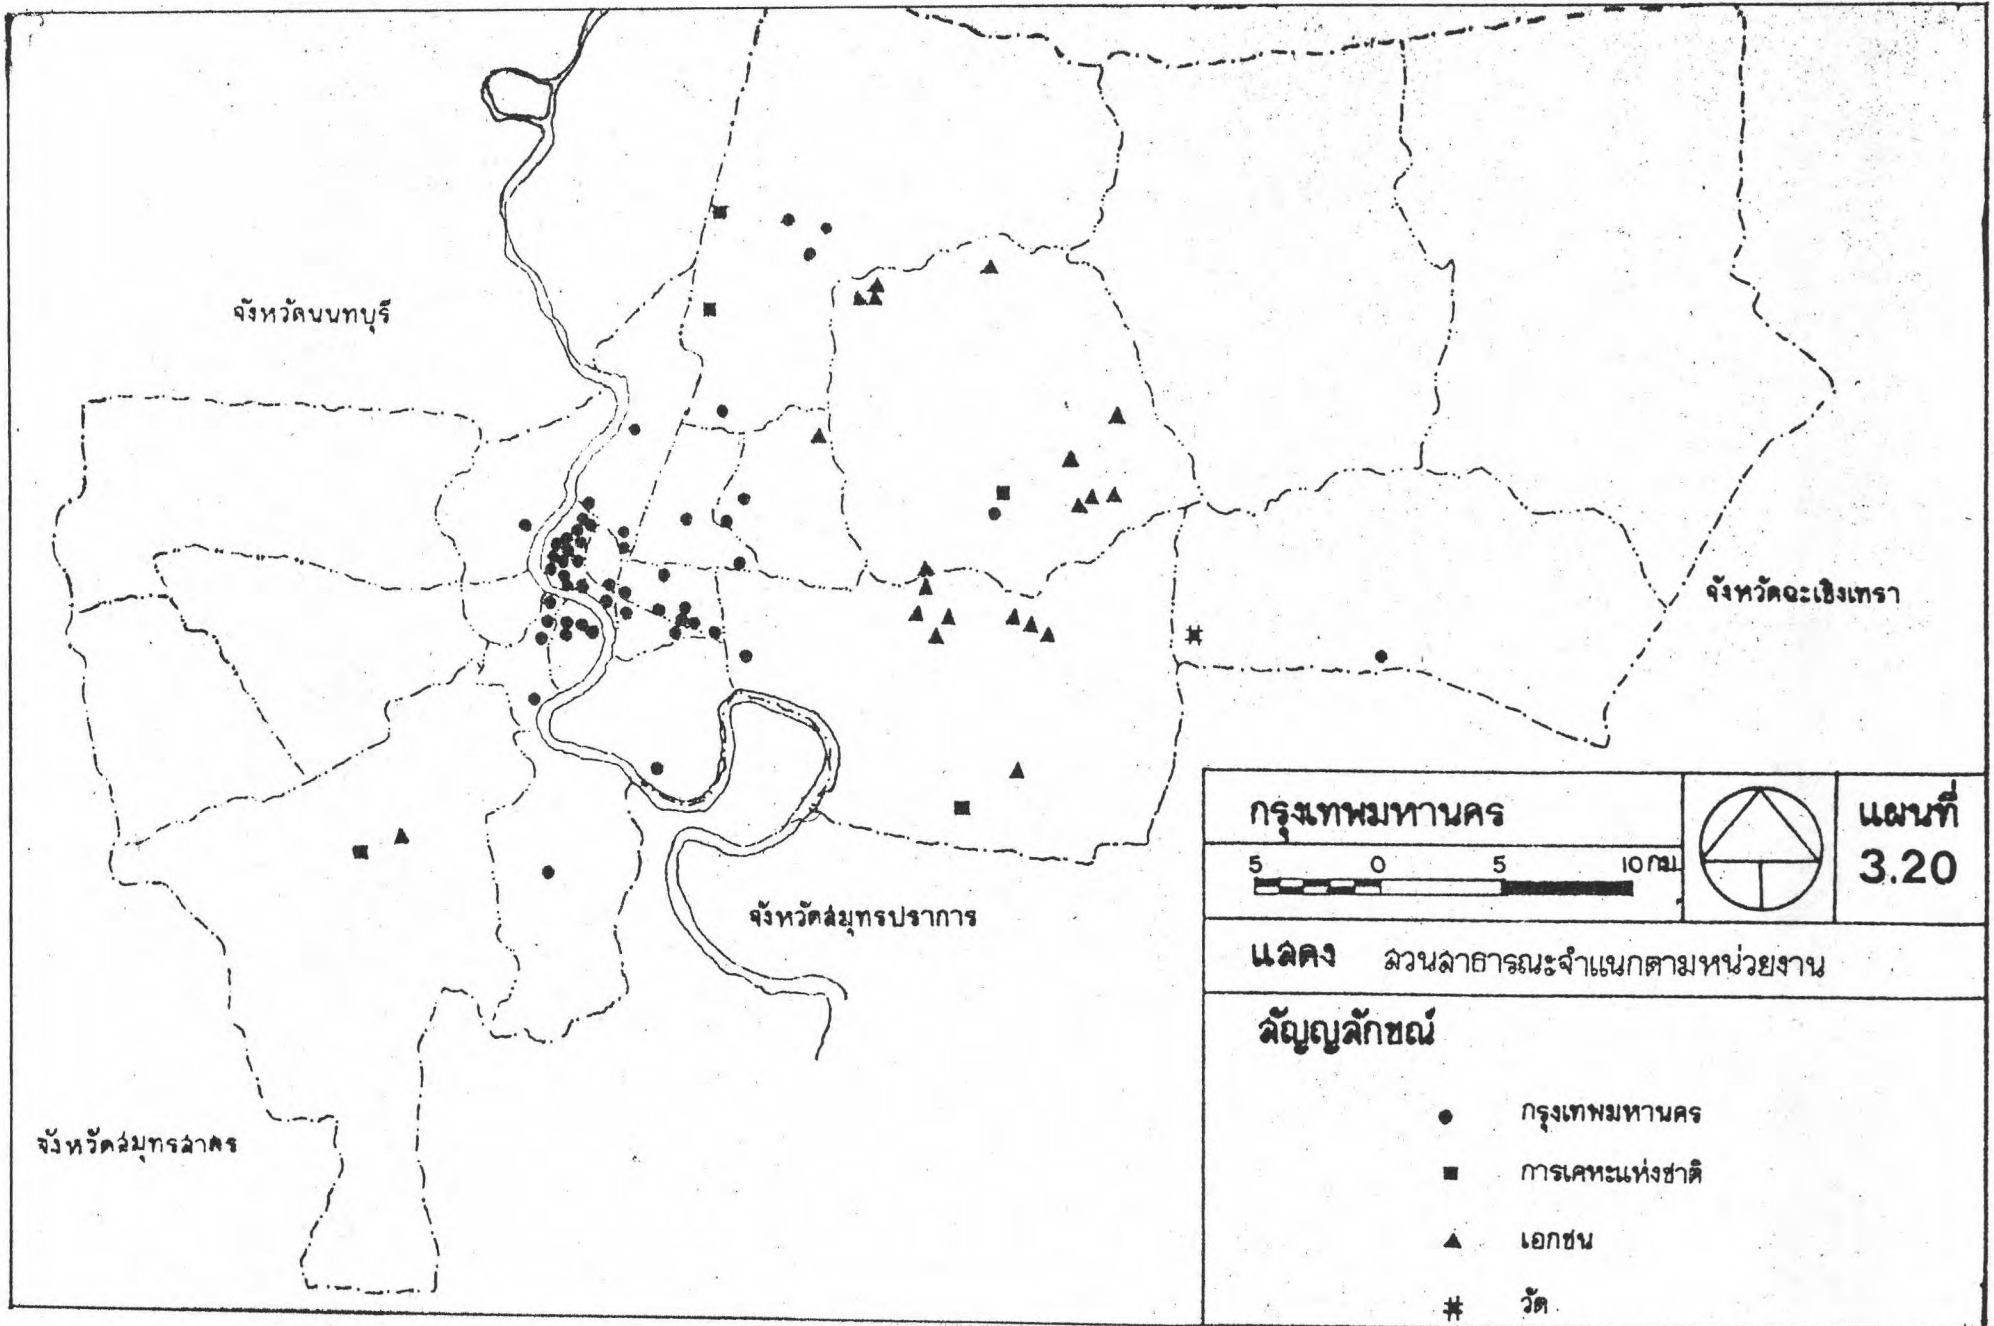 จังหวัดนนทบุรี
จังหวัดฉะเชิงเทรา
จังหวัดสมุทรปราการ
จังหวัดสมุทรสาคร
กรุงเทพมหานคร
5 0 5 10 กม.
แผนที่
3.20
แสดง สวนสาธารณะจำแนกตามหน่วยงาน
สัญญลักษณ์
กรุงเทพมหานคร
การเคหะแห่งชาติ
เอกชน
วัด